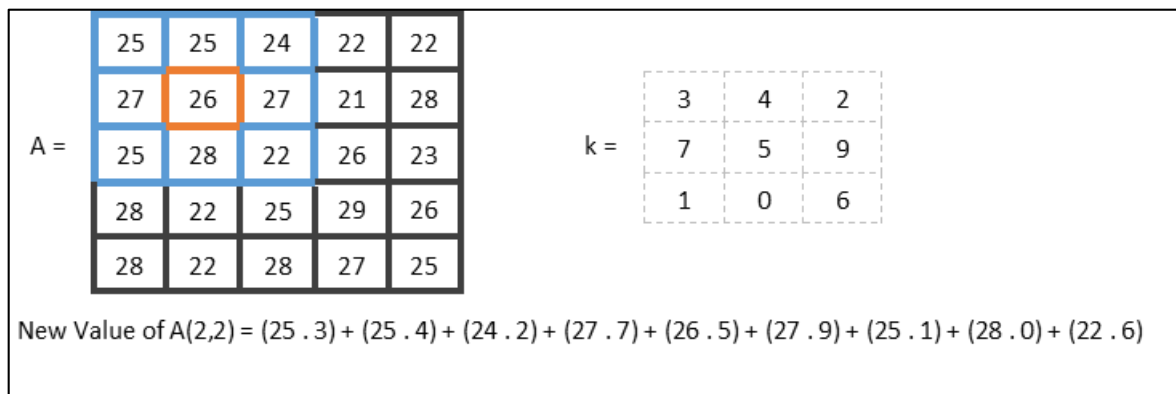 25 25 24 22 22
27 26 27 21 28
3 4 2
A =
25 28 22 26 23
k =
7 5 9
1 0 6
28 22 25 29 26
28 22 28 27 25
New Value of A(2,2) = (25 . 3) + (25 . 4) + (24 . 2) + (27 . 7) + (26 . 5) + (27 . 9) + (25 . 1) + (28 . 0) + (22 . 6)